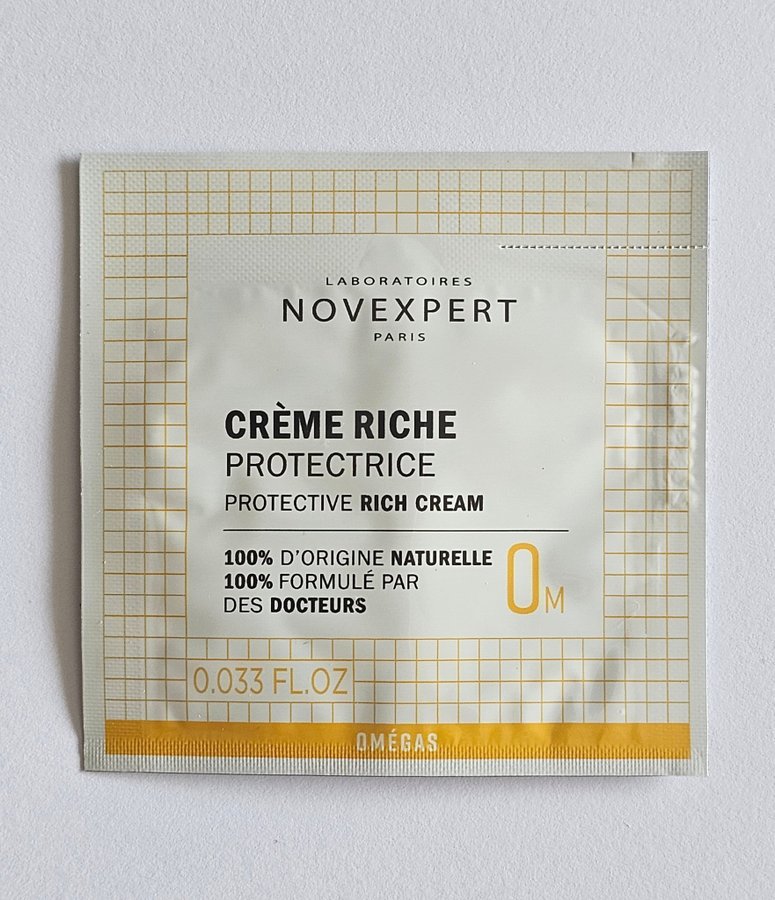 LABORATOIRES
NOVEXPERT
PARIS
CRÈME RICHE
PROTECTRICE
PROTECTIVE RICH CREAM
100% D'ORIGINE NATURELLE
100% FORMULÉ PAR
DES DOCTEURS
OM
0.033 FL.OZ
OMÉGAS